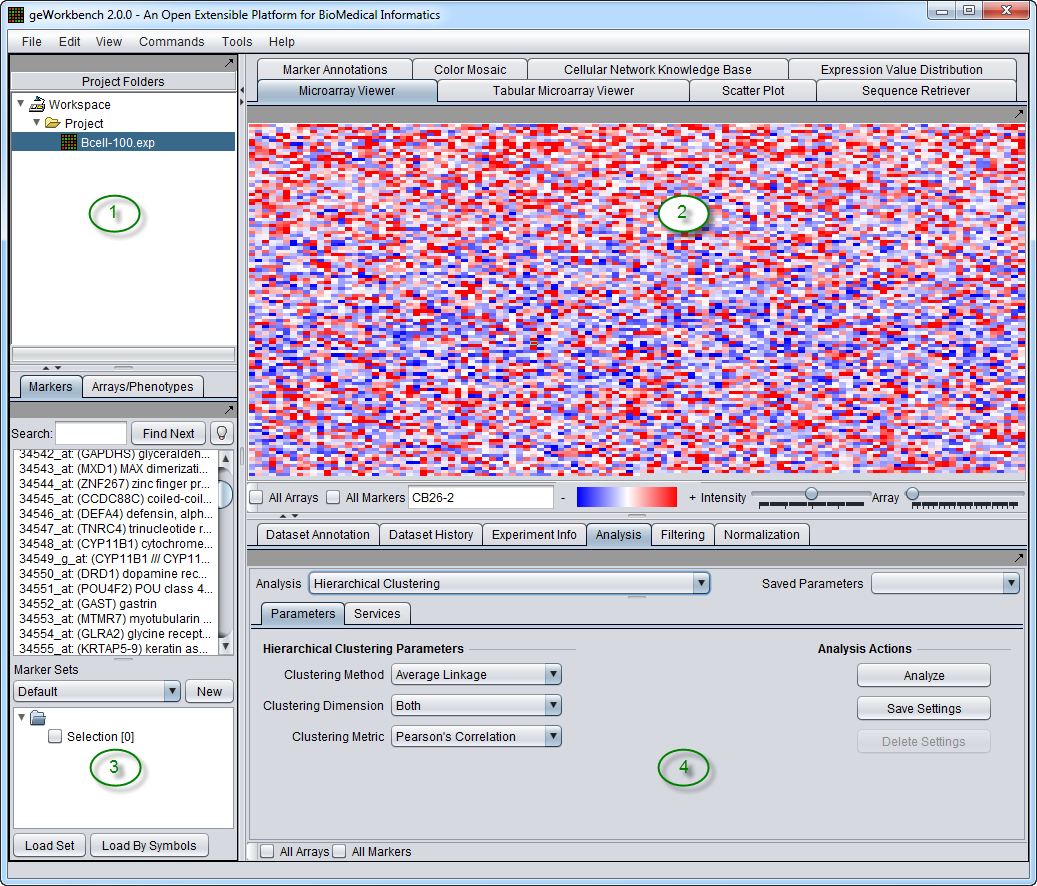 geWorkbench 2.0.0 - An Open Extensible Platform for BioMedical Informatics
File Edit View Commands Tools Help
Project Folders
Workspace
Project
Bcell-100.exp
1
Marker Annotations Color Mosaic Cellular Network Knowledge Base Expression Value Distribution
Microarray Viewer Tabular Microarray Viewer Scatter Plot Sequence Retriever
2
All Arrays All Markers CB26-2 - + Intensity Array
Markers Arrays/Phenotypes
Search: Find Next
34542_at: (GAPDHS) glyceraldeh...
34543_at: (MXD1) MAX dimerizati...
34544_at: (ZNF267) zinc finger pr...
34545_at: (CCDC88C) coiled-coil...
34546_at: (DEFA4) defensin, alph...
34547_at: (TNRC4) trinucleotide r...
34548_at: (CYP11B1) cytochrome...
34549_g_at: (CYP11B1 /// CYP11...
34550_at: (DRD1) dopamine rec...
34551_at: (POU4F2) POU class 4...
34552_at: (GAST) gastrin
34553_at: (MTMR7) myotubularin ...
34554_at: (GLRA2) glycine recept...
34555_at: (KRTAP5-9) keratin as...
Marker Sets
Default New
Selection [0]
3
Load Set Load By Symbols
Dataset Annotation Dataset History Experiment Info Analysis Filtering Normalization
Analysis Hierarchical Clustering Saved Parameters
Parameters Services
Hierarchical Clustering Parameters
Clustering Method Average Linkage
Clustering Dimension Both
Clustering Metric Pearson's Correlation
Analysis Actions
Analyze
Save Settings
Delete Settings
4
All Arrays All Markers